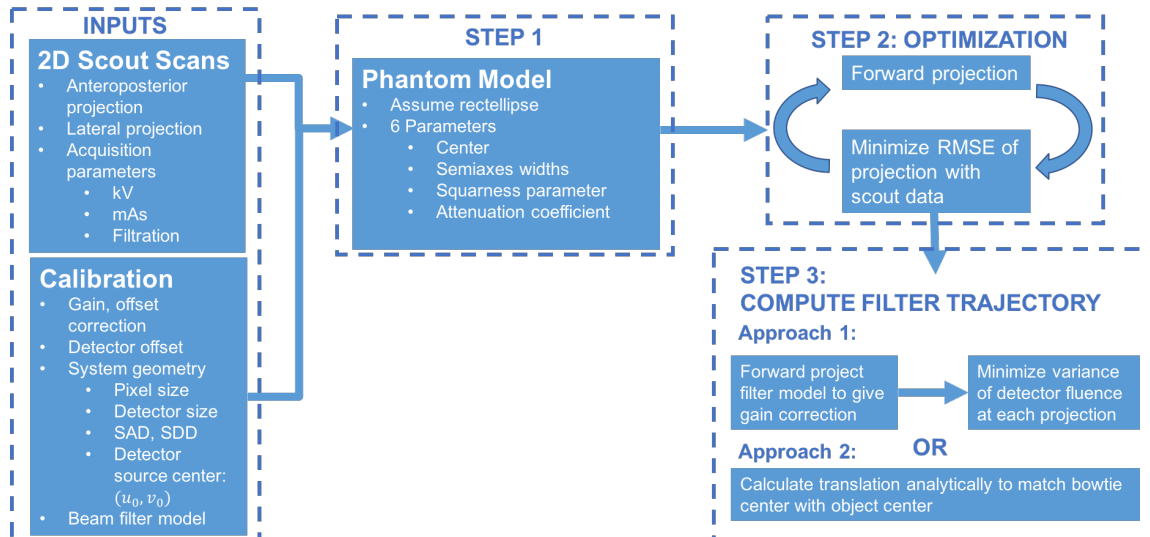 INPUTS
2D Scout Scans
• Anteroposterior
projection
• Lateral projection
• Acquisition
parameters
• kV
• mAs
• Filtration
Calibration
• Gain, offset
correction
• Detector offset
• System geometry
• Pixel size
• Detector size
• SAD, SDD
• Detector
source center:
(u₀, v₀)
• Beam filter model
STEP 1
Phantom Model
• Assume rectellipse
• 6 Parameters
• Center
• Semiaxes widths
• Squarness parameter
• Attenuation coefficient
STEP 2: OPTIMIZATION
Forward projection
Minimize RMSE of
projection with
scout data
STEP 3:
COMPUTE FILTER TRAJECTORY
Approach 1:
Forward project
filter model to give
gain correction
Minimize variance
of detector fluence
at each projection
OR
Approach 2:
Calculate translation analytically to match bowtie
center with object center